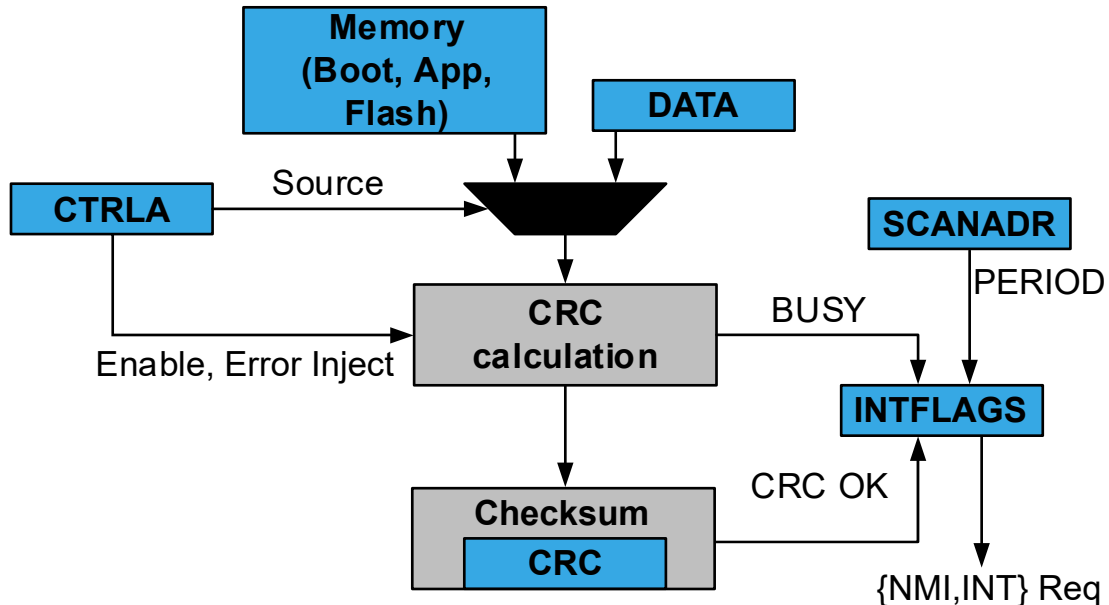 Memory
(Boot, App,
Flash)
DATA
Source
CTRLA
SCANADR
PERIOD
CRC
calculation
BUSY
Enable, Error Inject
INTFLAGS
CRC OK
Checksum
CRC
{NMI,INT} Req